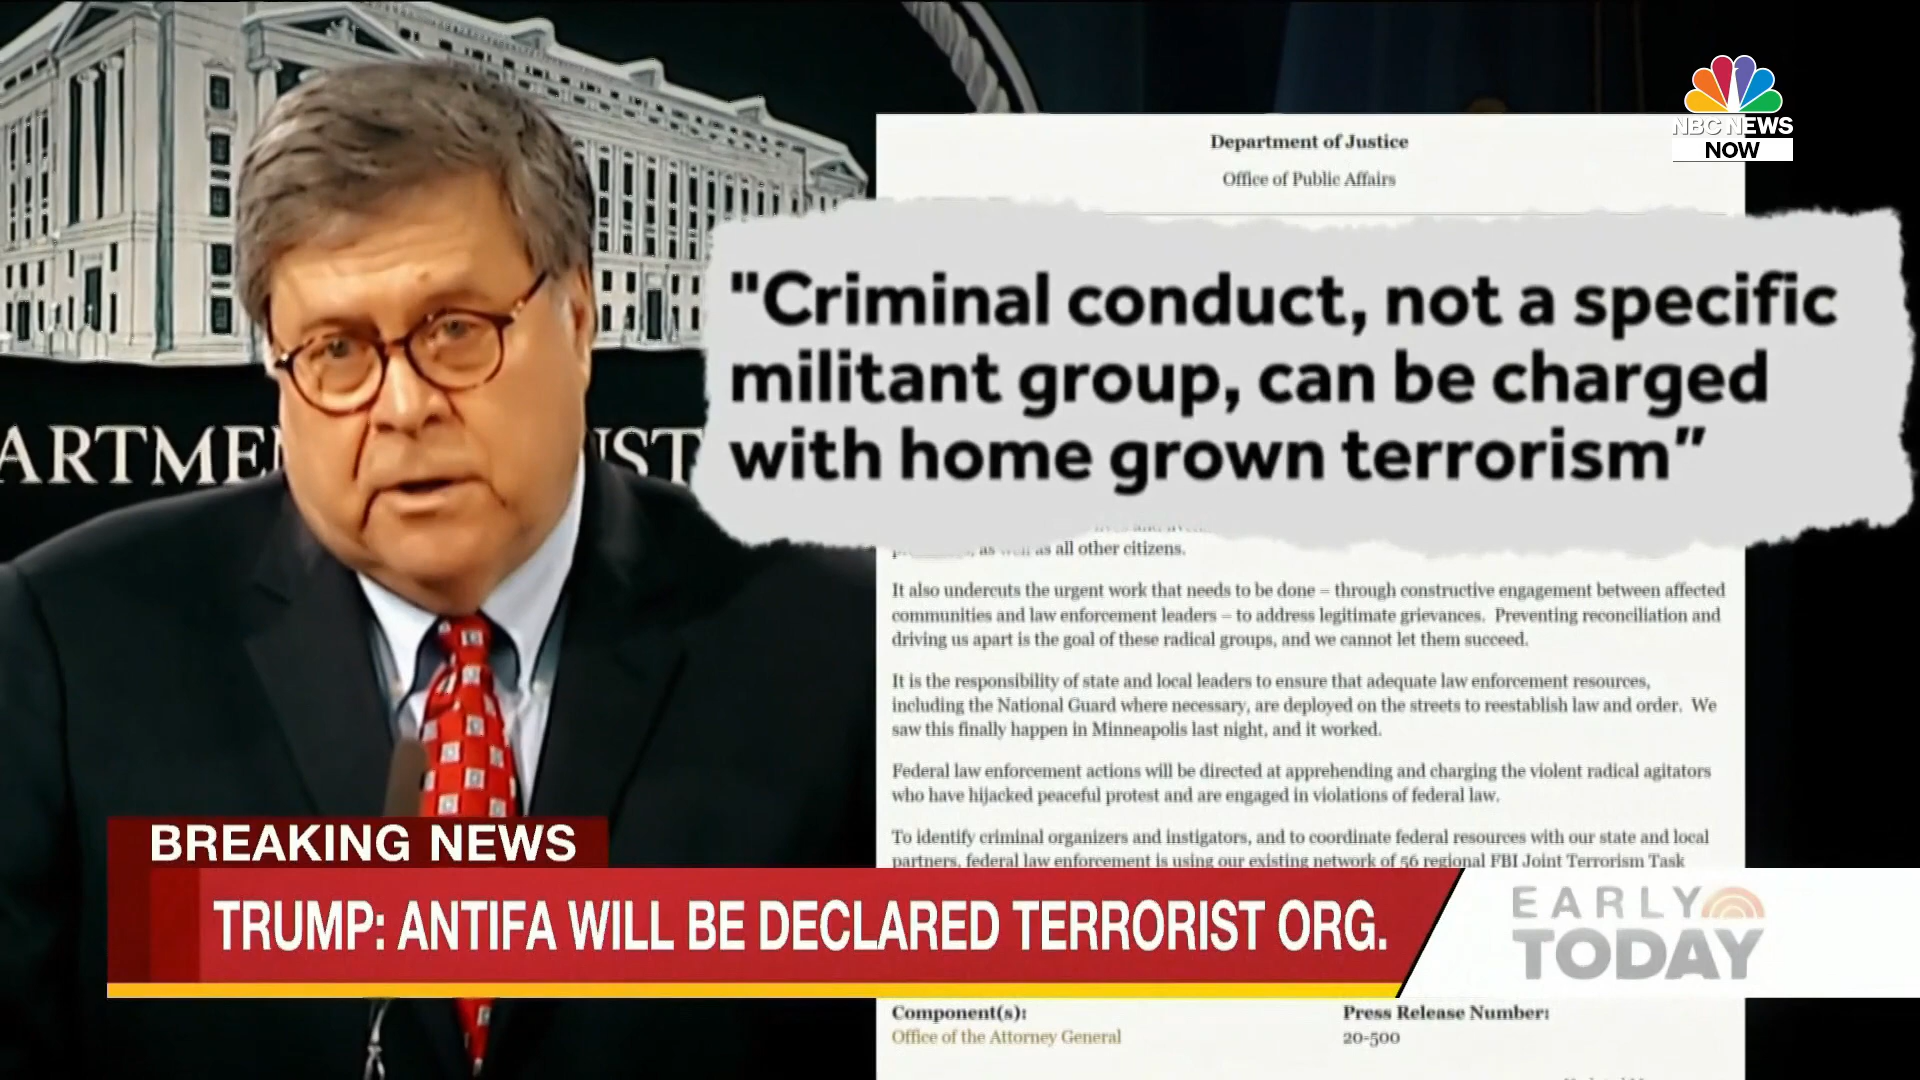 NBC NEWS
NOW
Department of Justice
Office of Public Affairs
"Criminal conduct, not a specific
militant group, can be charged
with home grown terrorism”
ARTME
UST
as all other citizens.
It also undercuts the urgent work that needs to be done – through constructive engagement between affected
communities and law enforcement leaders – to address legitimate grievances. Preventing reconciliation and
driving us apart is the goal of these radical groups, and we cannot let them succeed.
It is the responsibility of state and local leaders to ensure that adequate law enforcement resources,
including the National Guard where necessary, are deployed on the streets to reestablish law and order. We
saw this finally happen in Minneapolis last night, and it worked.
Federal law enforcement actions will be directed at apprehending and charging the violent radical agitators
who have hijacked peaceful protest and are engaged in violations of federal law.
To identify criminal organizers and instigators, and to coordinate federal resources with our state and local
partners, federal law enforcement is using our existing network of 56 regional FBI Joint Terrorism Task
BREAKING NEWS
TRUMP: ANTIFA WILL BE DECLARED TERRORIST ORG.
EARLY
TODAY
Component(s):
Office of the Attorney General
Press Release Number:
20-500